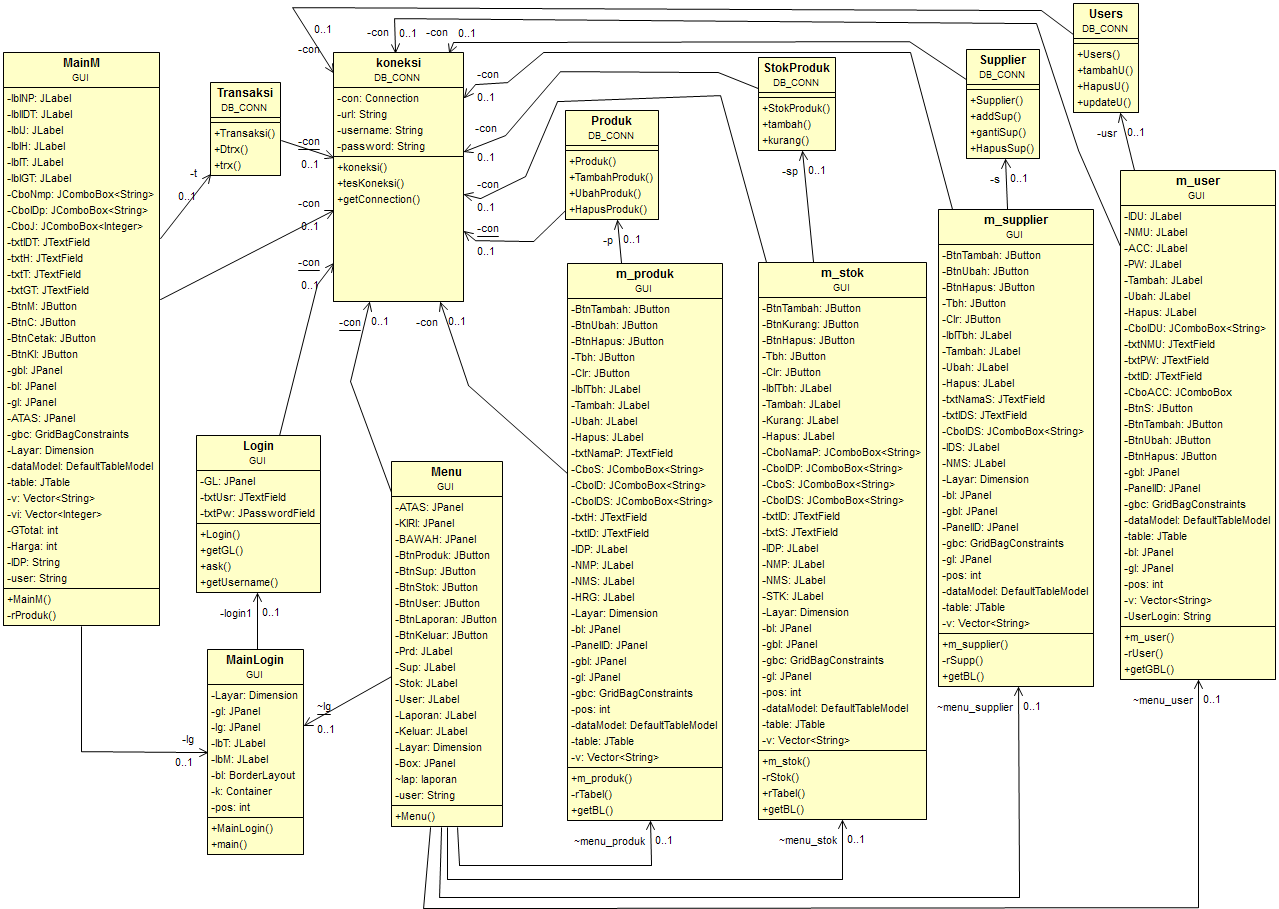 MainM
GUI
-lblNP: JLabel
-lblIDT: JLabel
-lblU: JLabel
-lblH: JLabel
-lblT: JLabel
-lblGT: JLabel
-CboNmp: JComboBox<String>
-CboIDp: JComboBox<String>
-CboJ: JComboBox<Integer>
-txtIDT: JTextField
-txtH: JTextField
-txtT: JTextField
-txtGT: JTextField
-BtnM: JButton
-BtnC: JButton
-BtnCetak: JButton
-BtnKl: JButton
-gbl: JPanel
-bl: JPanel
-gl: JPanel
-ATAS: JPanel
-gbc: GridBagConstraints
-Layar: Dimension
-dataModel: DefaultTableModel
-table: JTable
-v: Vector<String>
-vi: Vector<Integer>
-GTotal: int
-Harga: int
-IDP: String
-user: String
+MainM()
-rProduk()
Transaksi
DB_CONN
+Transaksi()
+Dtrx()
+trx()
-t
0..1
koneksi
DB_CONN
-con: Connection
-url: String
-username: String
-password: String
+koneksi()
+tesKoneksi()
+getConnection()
0..1
-con
-con
0..1
-con
0..1
-con
0..1
-con
0..1
-con
0..1
-con
0..1
-con
0..1
-con
0..1
-con
0..1
-con
0..1
-con
0..1
Produk
DB_CONN
+Produk()
+TambahProduk()
+UbahProduk()
+HapusProduk()
-p
0..1
StokProduk
DB_CONN
+StokProduk()
+tambah()
+kurang()
-sp
0..1
Supplier
DB_CONN
+Supplier()
+addSup()
+gantiSup()
+HapusSup()
-s
0..1
Users
DB_CONN
+Users()
+tambahU()
+HapusU()
+updateU()
-usr
0..1
Login
GUI
-GL: JPanel
-txtUsr: JTextField
-txtPw: JPasswordField
+Login()
+getGL()
+ask()
+getUsername()
-login1
0..1
MainLogin
GUI
-Layar: Dimension
-gl: JPanel
-lg: JPanel
-lbT: JLabel
-lbM: JLabel
-bl: BorderLayout
-k: Container
-pos: int
+MainLogin()
+main()
-lg
0..1
~lg
0..1
Menu
GUI
-ATAS: JPanel
-KIRI: JPanel
-BAWAH: JPanel
-BtnProduk: JButton
-BtnSup: JButton
-BtnStok: JButton
-BtnUser: JButton
-BtnLaporan: JButton
-BtnKeluar: JButton
-Prd: JLabel
-Sup: JLabel
-Stok: JLabel
-User: JLabel
-Laporan: JLabel
-Keluar: JLabel
-Layar: Dimension
-Box: JPanel
~lap: laporan
-user: String
+Menu()
m_produk
GUI
-BtnTambah: JButton
-BtnUbah: JButton
-BtnHapus: JButton
-Tbh: JButton
-Clr: JButton
-lblTbh: JLabel
-Tambah: JLabel
-Ubah: JLabel
-Hapus: JLabel
-txtNamaP: JTextField
-CboS: JComboBox<String>
-CboID: JComboBox<String>
-CboIDS: JComboBox<String>
-txtH: JTextField
-txtID: JTextField
-IDP: JLabel
-NMP: JLabel
-NMS: JLabel
-HRG: JLabel
-Layar: Dimension
-bl: JPanel
-PanelID: JPanel
-gbl: JPanel
-gl: JPanel
-gbc: GridBagConstraints
-pos: int
-dataModel: DefaultTableModel
-table: JTable
-v: Vector<String>
+m_produk()
-rTabel()
+getBL()
~menu_produk
0..1
m_stok
GUI
-BtnTambah: JButton
-BtnKurang: JButton
-BtnHapus: JButton
-Tbh: JButton
-Clr: JButton
-lblTbh: JLabel
-Tambah: JLabel
-Kurang: JLabel
-Hapus: JLabel
-CboNamaP: JComboBox<String>
-CboIDP: JComboBox<String>
-CboS: JComboBox<String>
-CboIDS: JComboBox<String>
-txtID: JTextField
-txtS: JTextField
-IDP: JLabel
-NMP: JLabel
-NMS: JLabel
-STK: JLabel
-Layar: Dimension
-bl: JPanel
-gbl: JPanel
-gbc: GridBagConstraints
-gl: JPanel
-pos: int
-dataModel: DefaultTableModel
-table: JTable
-v: Vector<String>
+m_stok()
-rStok()
+rTabel()
+getBL()
~menu_stok
0..1
m_supplier
GUI
-BtnTambah: JButton
-BtnUbah: JButton
-BtnHapus: JButton
-Tbh: JButton
-Clr: JButton
-lblTbh: JLabel
-Tambah: JLabel
-Ubah: JLabel
-Hapus: JLabel
-txtNamaS: JTextField
-txtIDS: JTextField
-CboIDS: JComboBox<String>
-IDS: JLabel
-NMS: JLabel
-Layar: Dimension
-bl: JPanel
-gbl: JPanel
-PanelID: JPanel
-gbc: GridBagConstraints
-gl: JPanel
-pos: int
-dataModel: DefaultTableModel
-table: JTable
-v: Vector<String>
+m_supplier()
-rSupp()
+getBL()
~menu_supplier
0..1
m_user
GUI
-IDU: JLabel
-NMU: JLabel
-ACC: JLabel
-PW: JLabel
-Tambah: JLabel
-Ubah: JLabel
-Hapus: JLabel
-CboIDU: JComboBox<String>
-txtNMU: JTextField
-txtPW: JTextField
-txtID: JTextField
-CboACC: JComboBox
-BtnS: JButton
-BtnTambah: JButton
-BtnUbah: JButton
-BtnHapus: JButton
-gbl: JPanel
-PanelID: JPanel
-gbc: GridBagConstraints
-dataModel: DefaultTableModel
-table: JTable
-bl: JPanel
-gl: JPanel
-pos: int
-v: Vector<String>
-UserLogin: String
+m_user()
-rUser()
+getGBL()
~menu_user
0..1